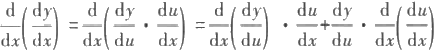 d/dx(dy/dx) = d/dx(dy/du · du/dx) = d/dx(dy/du) · du/dx + dy/du · d/dx(du/dx)